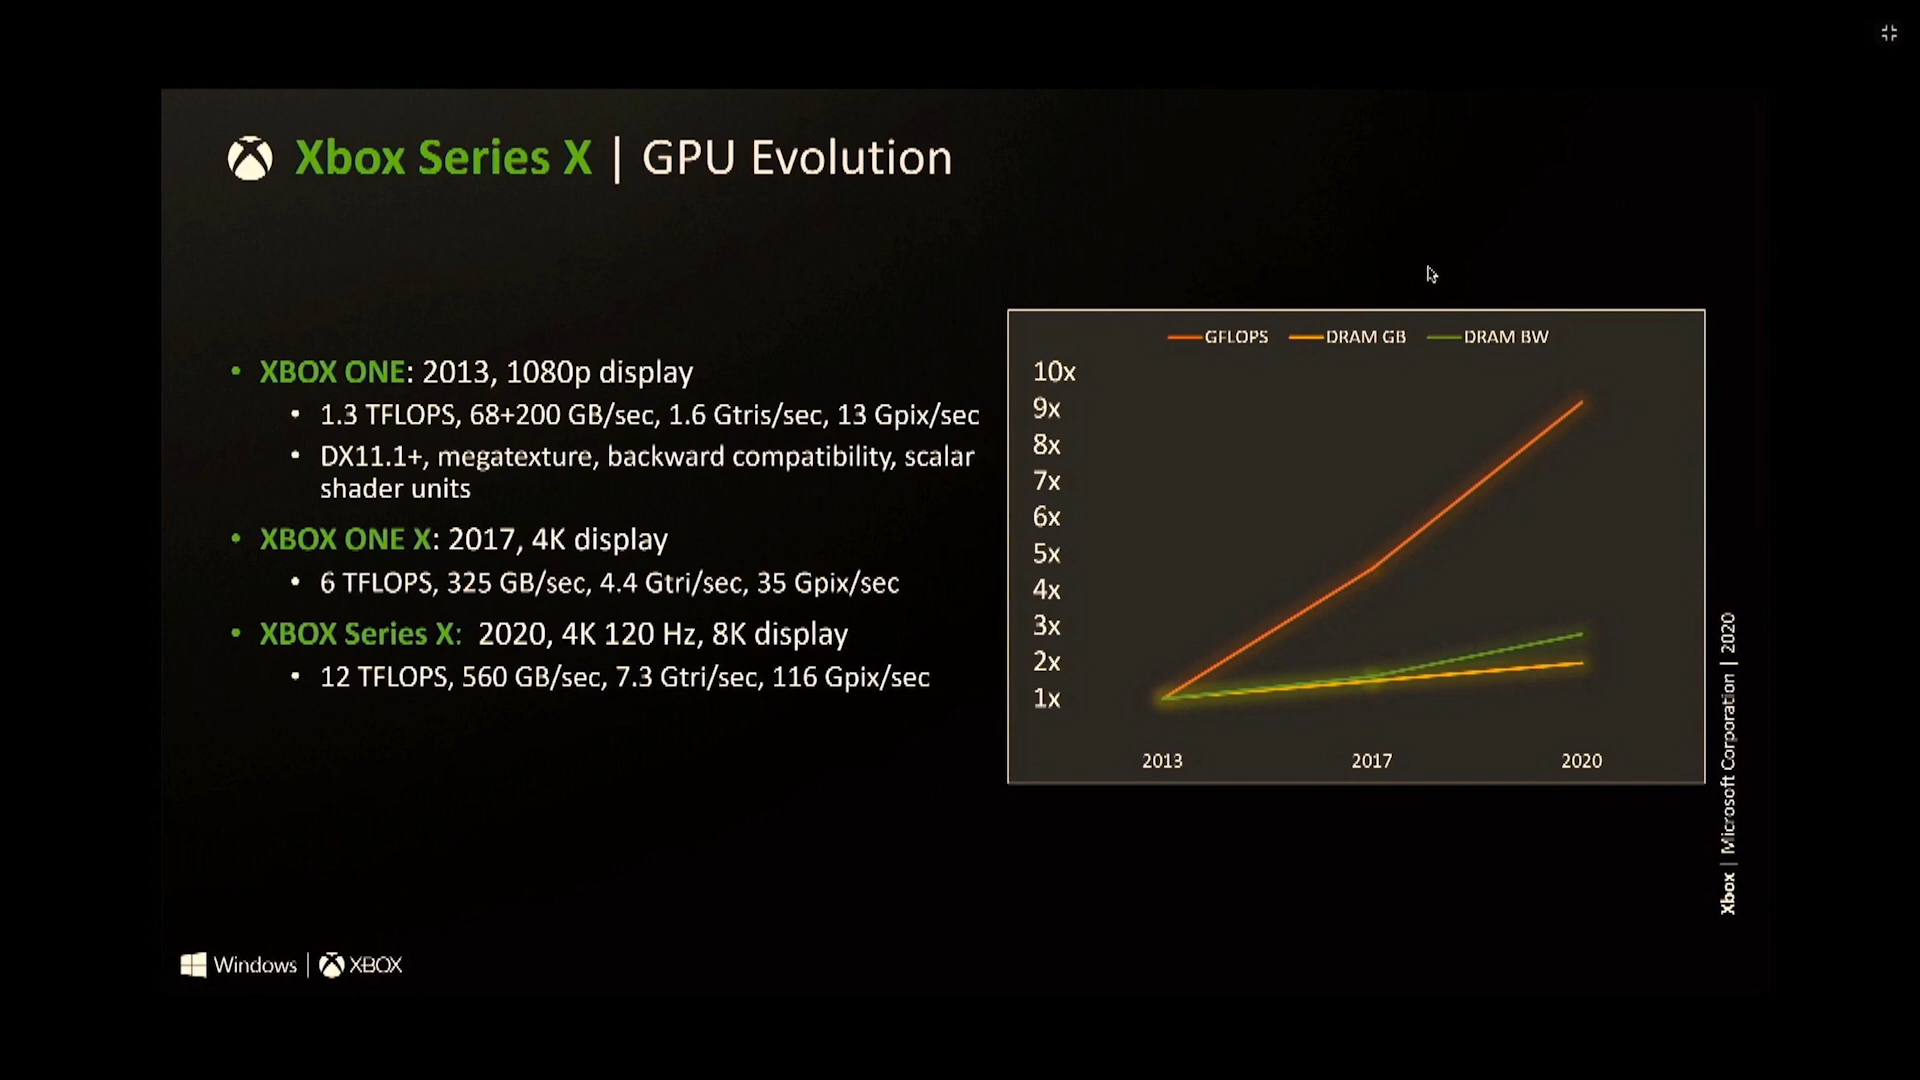 Xbox Series X | GPU Evolution
• XBOX ONE: 2013, 1080p display
• 1.3 TFLOPS, 68+200 GB/sec, 1.6 Gtris/sec, 13 Gpix/sec
• DX11.1+, megatexture, backward compatibility, scalar
shader units
• XBOX ONE X: 2017, 4K display
• 6 TFLOPS, 325 GB/sec, 4.4 Gtri/sec, 35 Gpix/sec
• XBOX Series X: 2020, 4K 120 Hz, 8K display
• 12 TFLOPS, 560 GB/sec, 7.3 Gtri/sec, 116 Gpix/sec
GFLOPS DRAM GB DRAM BW
10x
9x
8x
7x
6x
5x
4x
3x
2x
1x
2013 2017 2020
Xbox | Microsoft Corporation | 2020
Windows | XBOX